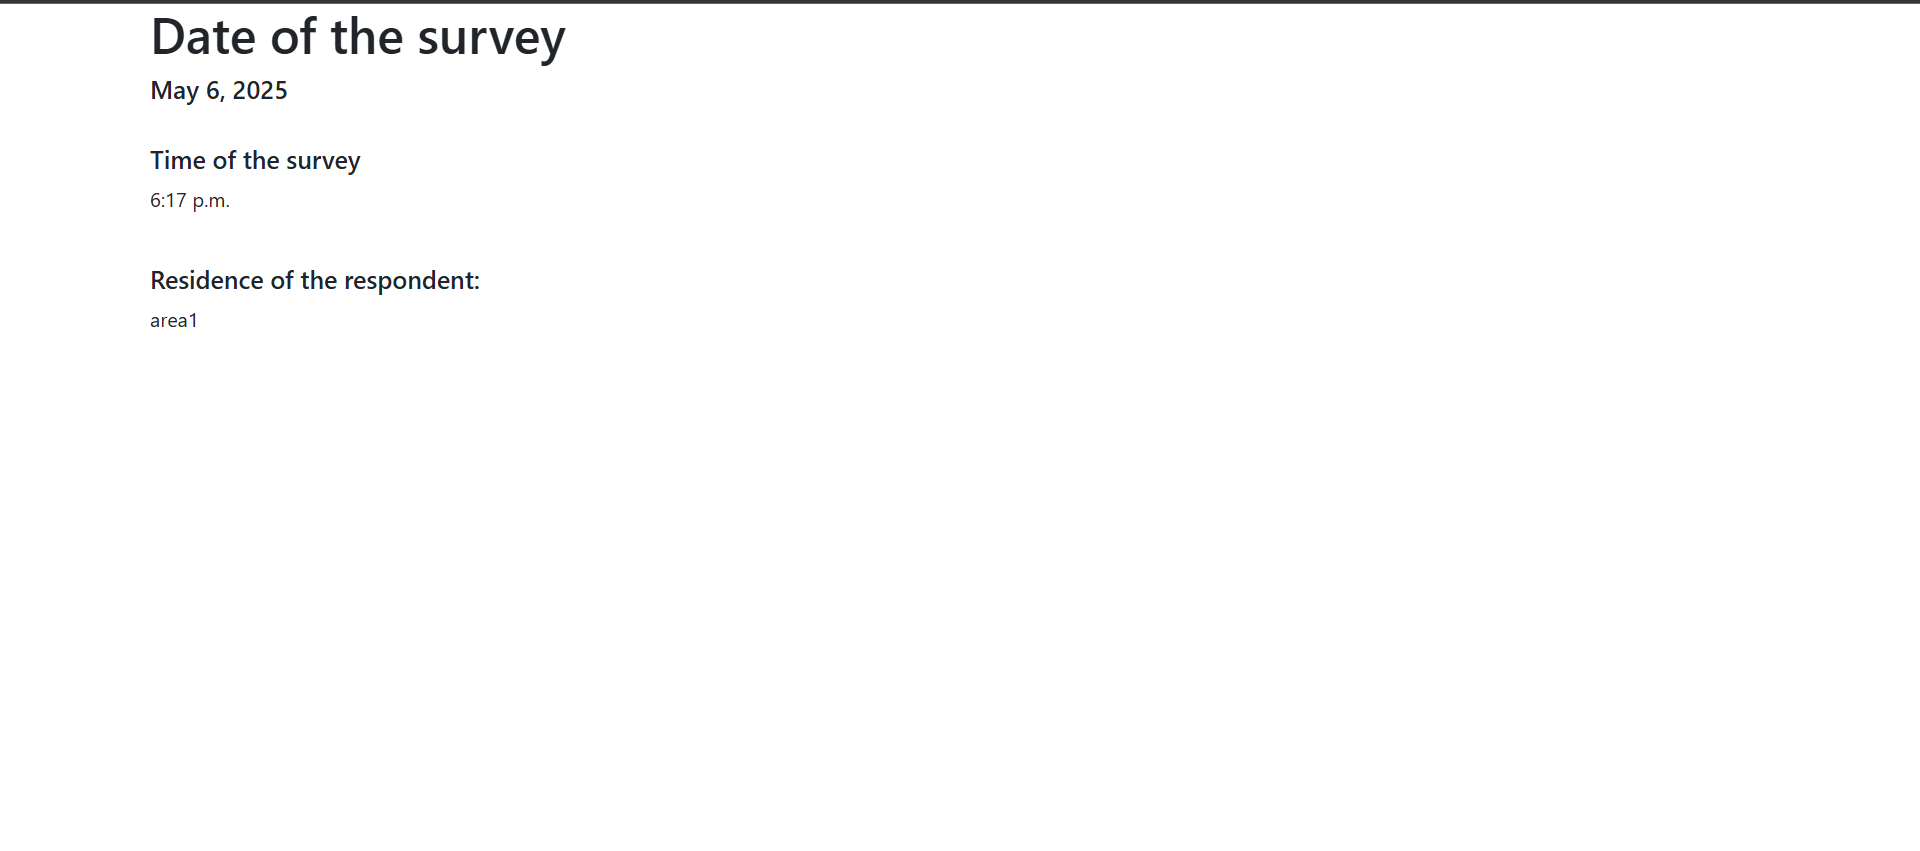 Date of the survey
May 6, 2025
Time of the survey
6:17 p.m.
Residence of the respondent:
area1